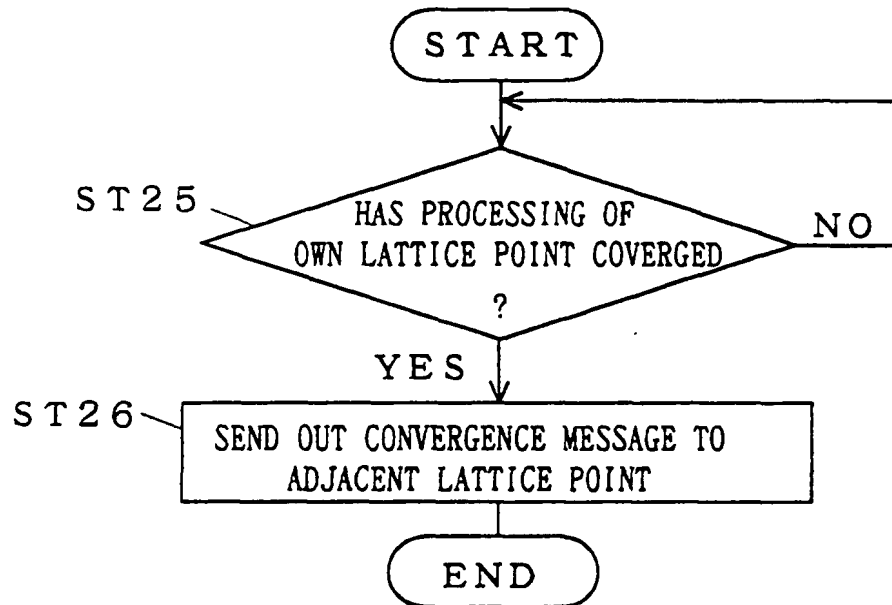 START
ST25
HAS PROCESSING OF
OWN LATTICE POINT COVERGED
?
NO
YES
ST26
SEND OUT CONVERGENCE MESSAGE TO
ADJACENT LATTICE POINT
END